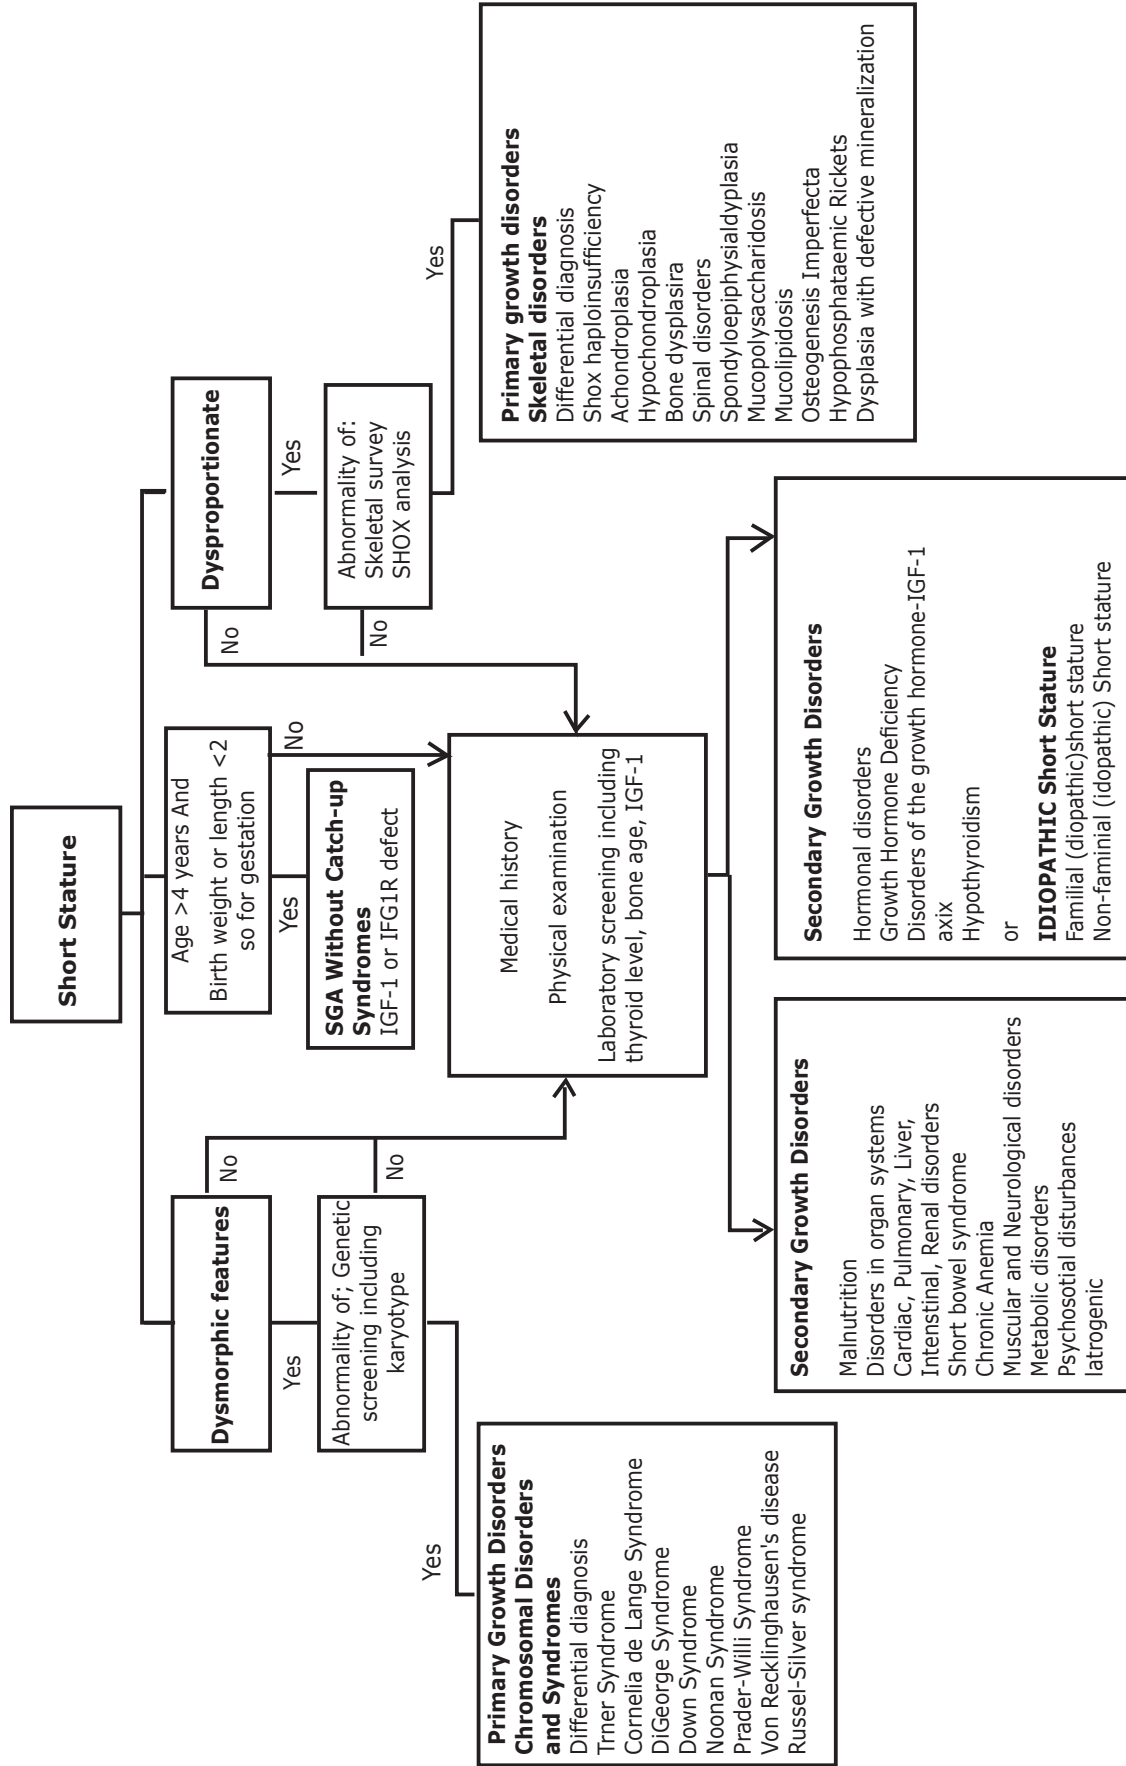 Short Stature
Dysmorphic features
No
Yes
Abnormality of; Genetic
screening including
karyotype
No
Yes
Primary Growth Disorders
Chromosomal Disorders
and Syndromes
Differential diagnosis
Trner Syndrome
Cornelia de Lange Syndrome
DiGeorge Syndrome
Down Syndrome
Noonan Syndrome
Prader-Willi Syndrome
Von Recklinghausen's disease
Russel-Silver syndrome
Age >4 years And
Birth weight or length <2
so for gestation
Yes
No
SGA Without Catch-up
Syndromes
IGF-1 or IFG1R defect
Dysproportionate
No
Yes
Abnormality of:
Skeletal survey
SHOX analysis
No
Yes
Primary growth disorders
Skeletal disorders
Differential diagnosis
Shox haploinsufficiency
Achondroplasia
Hypochondroplasia
Bone dysplasira
Spinal disorders
Spondyloepiphysialdyplasia
Mucopolysaccharidosis
Mucolipidosis
Osteogenesis Imperfecta
Hypophosphataemic Rickets
Dysplasia with defective mineralization
Medical history
Physical examination
Laboratory screening including
thyroid level, bone age, IGF-1
Secondary Growth Disorders
Malnutrition
Disorders in organ systems
Cardiac, Pulmonary, Liver,
Intenstinal, Renal disorders
Short bowel syndrome
Chronic Anemia
Muscular and Neurological disorders
Metabolic disorders
Psychosotial disturbances
Iatrogenic
Secondary Growth Disorders
Hormonal disorders
Growth Hormone Deficiency
Disorders of the growth hormone-IGF-1
axix
Hypothyroidism
or
IDIOPATHIC Short Stature
Familial (diopathic)short stature
Non-faminial (idopathic) Short stature